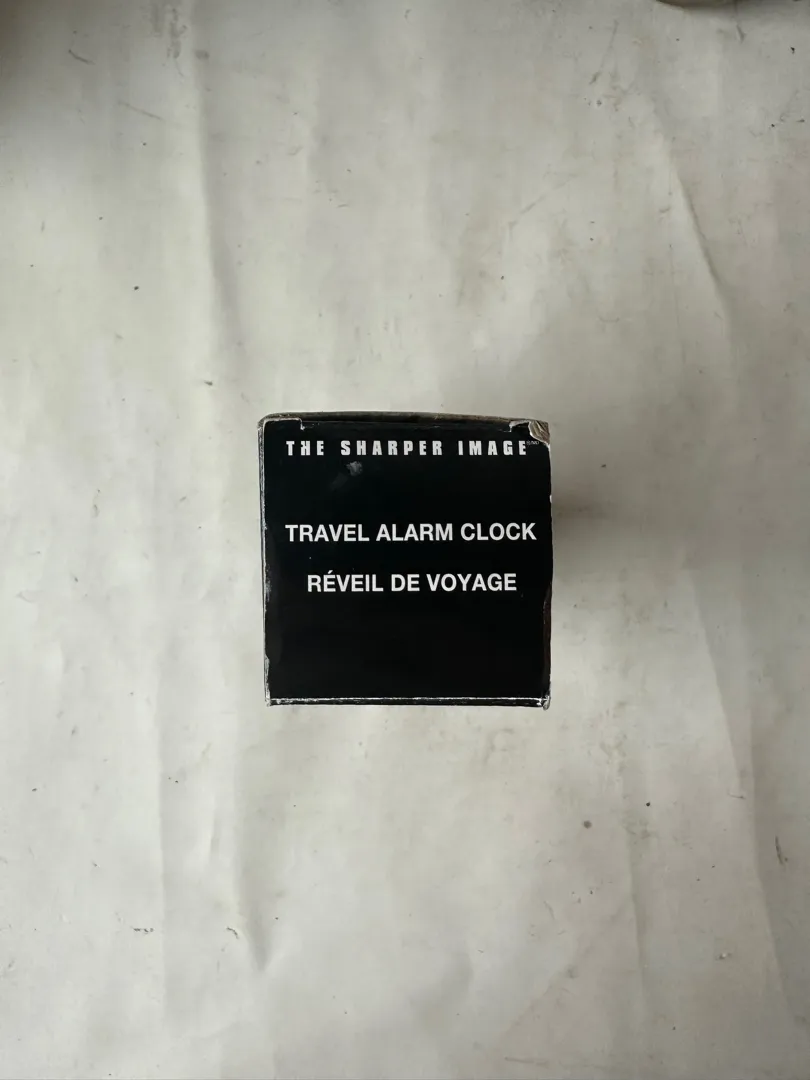 THE SHARPER IMAGE
TRAVEL ALARM CLOCK
RÉVEIL DE VOYAGE